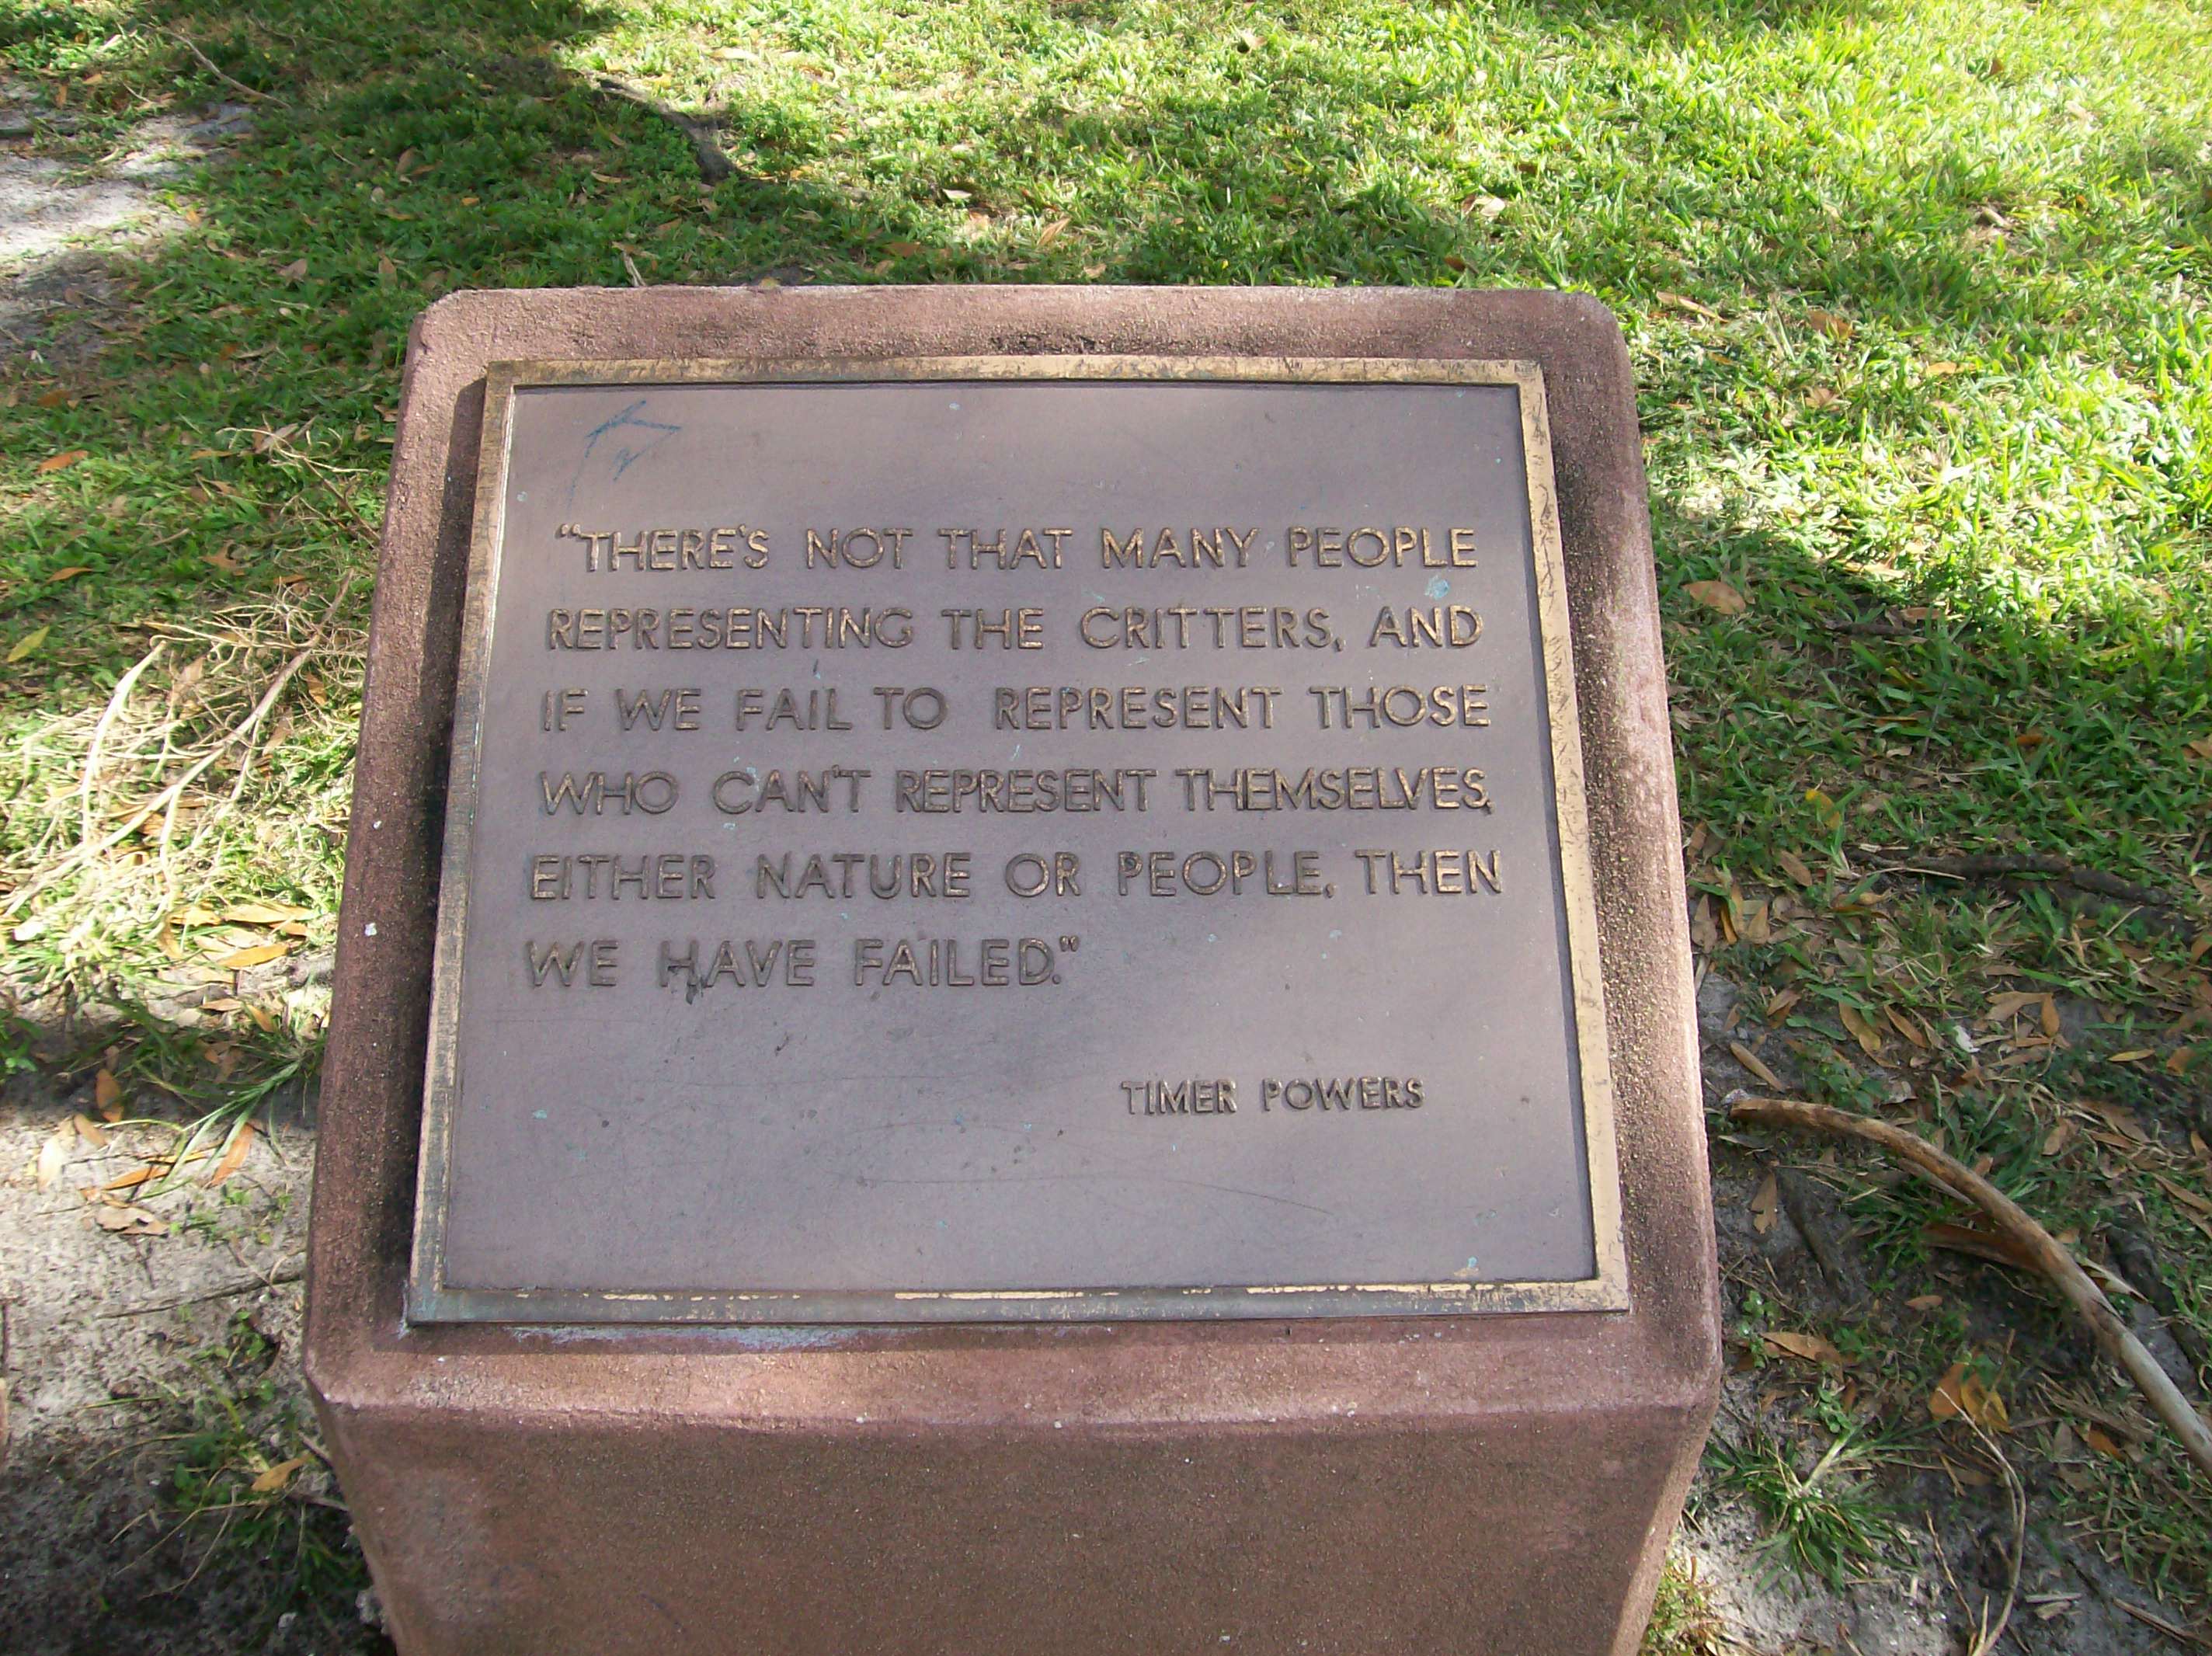 “THERE'S NOT THAT MANY PEOPLE
REPRESENTING THE CRITTERS, AND
IF WE FAIL TO REPRESENT THOSE
WHO CAN'T REPRESENT THEMSELVES,
EITHER NATURE OR PEOPLE, THEN
WE HAVE FAILED.”
TIMER POWERS